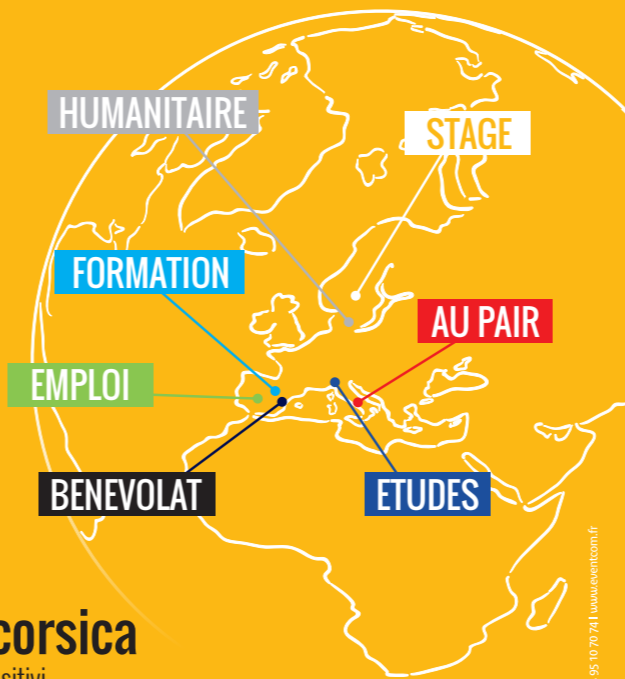 HUMANITAIRE
STAGE
FORMATION
AU PAIR
EMPLOI
BENEVOLAT
ETUDES
corsica
95 10 70 74 I www.eventcom.fr